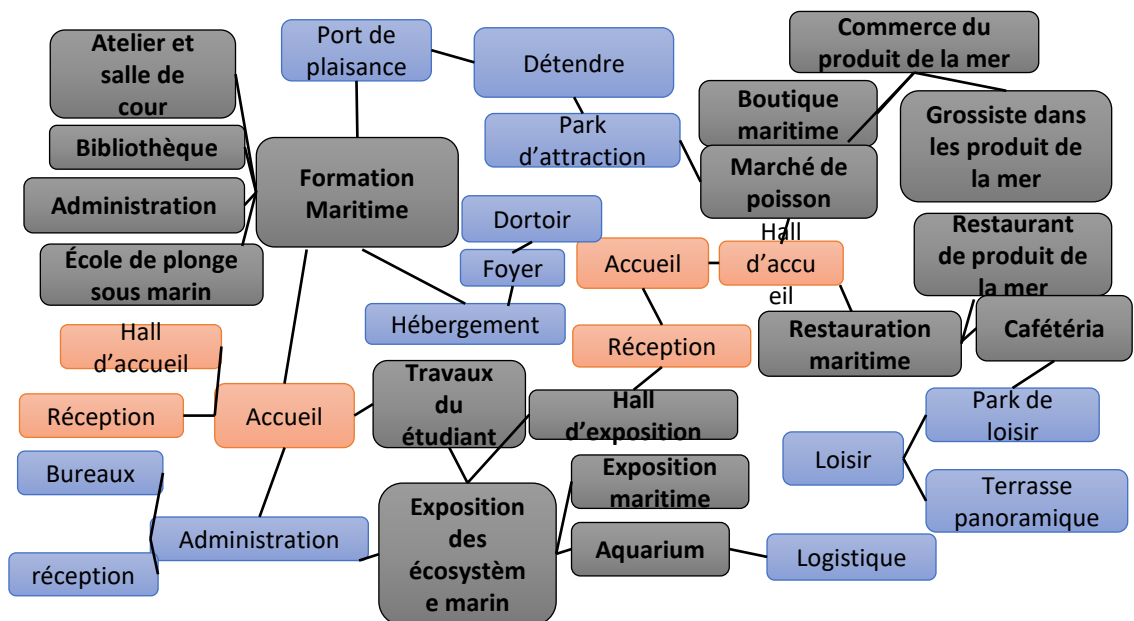 Atelier et
salle de
cour
Port de
plaisance
Détendre
Commerce du
produit de la mer
Boutique
maritime
Grossiste dans
les produit de
la mer
Bibliothèque
Park
d'attraction
Marché de
poisson
Formation
Maritime
Administration
École de plonge
sous marin
Dortoir
Foyer
Hébergement
Accueil
Hall
d'accu
eil
Restaurant
de produit de
la mer
Réception
Restauration
maritime
Cafétéria
Hall
d'accueil
Réception
Accueil
Travaux
du
étudiant
Hall
d'exposition
Park de
loisir
Loisir
Terrasse
panoramique
Bureaux
Administration
réception
Exposition
des
écosystèm
e marin
Exposition
maritime
Aquarium
Logistique